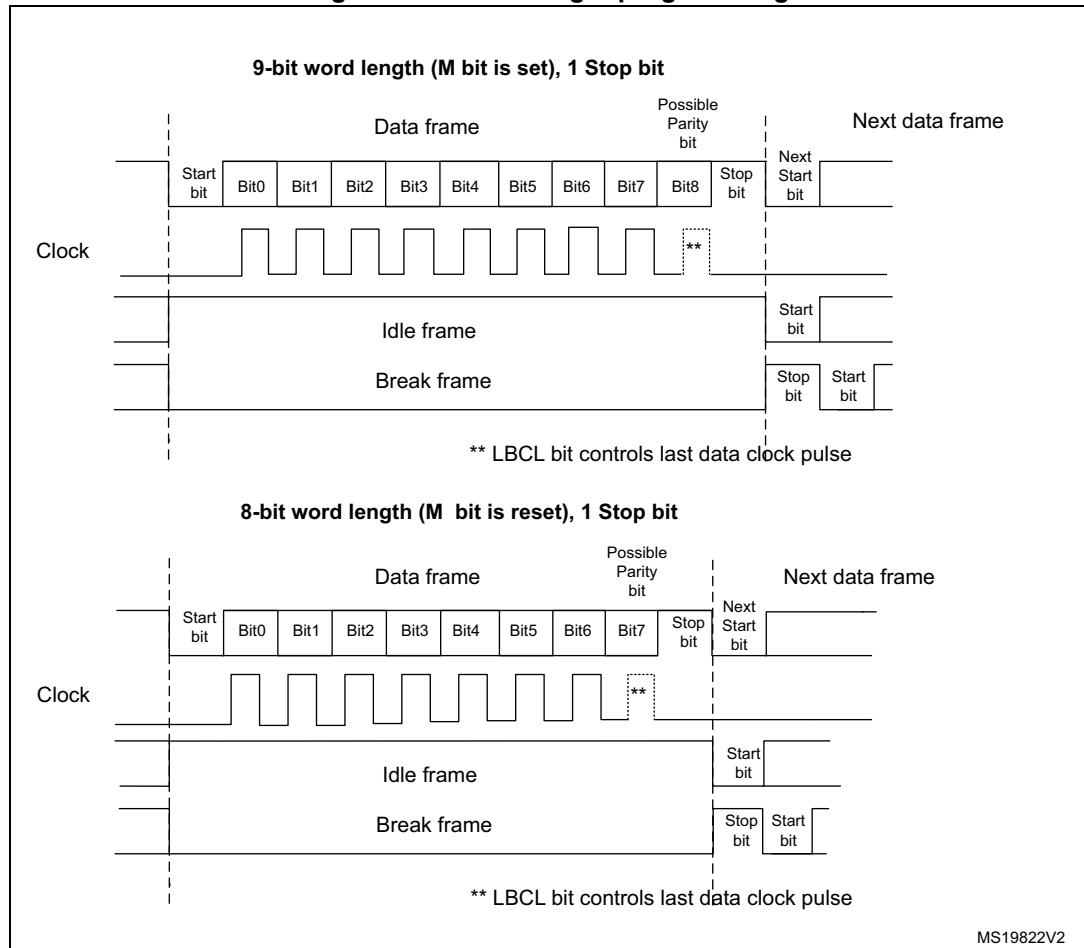 9-bit word length (M bit is set), 1 Stop bit
Data frame
Possible
Parity
bit
Next data frame
Start
bit
Bit0
Bit1
Bit2
Bit3
Bit4
Bit5
Bit6
Bit7
Bit8
Stop
bit
Next
Start
bit
Clock
**
Idle frame
Start
bit
Break frame
Stop
bit
Start
bit
** LBCL bit controls last data clock pulse
8-bit word length (M bit is reset), 1 Stop bit
Data frame
Possible
Parity
bit
Next data frame
Start
bit
Bit0
Bit1
Bit2
Bit3
Bit4
Bit5
Bit6
Bit7
Stop
bit
Next
Start
bit
Clock
**
Idle frame
Start
bit
Break frame
Stop
bit
Start
bit
** LBCL bit controls last data clock pulse
MS19822V2